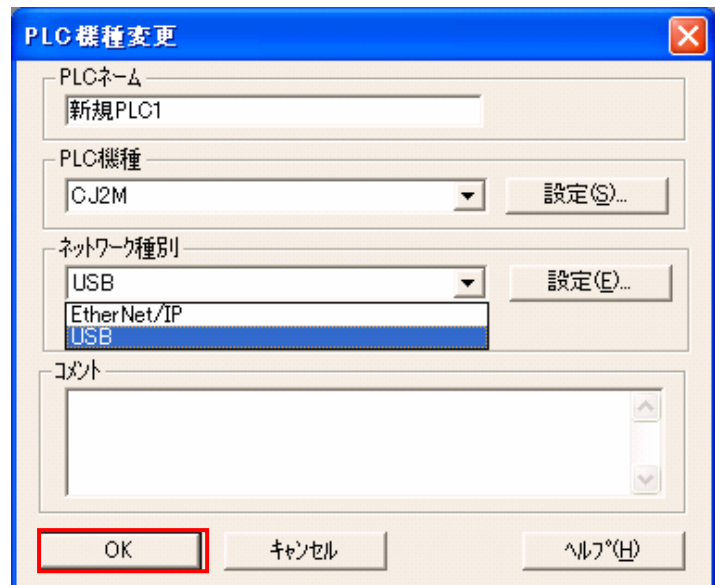 PLC機種変更
PLCネーム
新規PLC1
PLC機種
CJ2M
設定(S)...
ネットワーク種別
USB
設定(E)...
EtherNet/IP
USB
コメント
OK
キャンセル
ヘルプ(H)